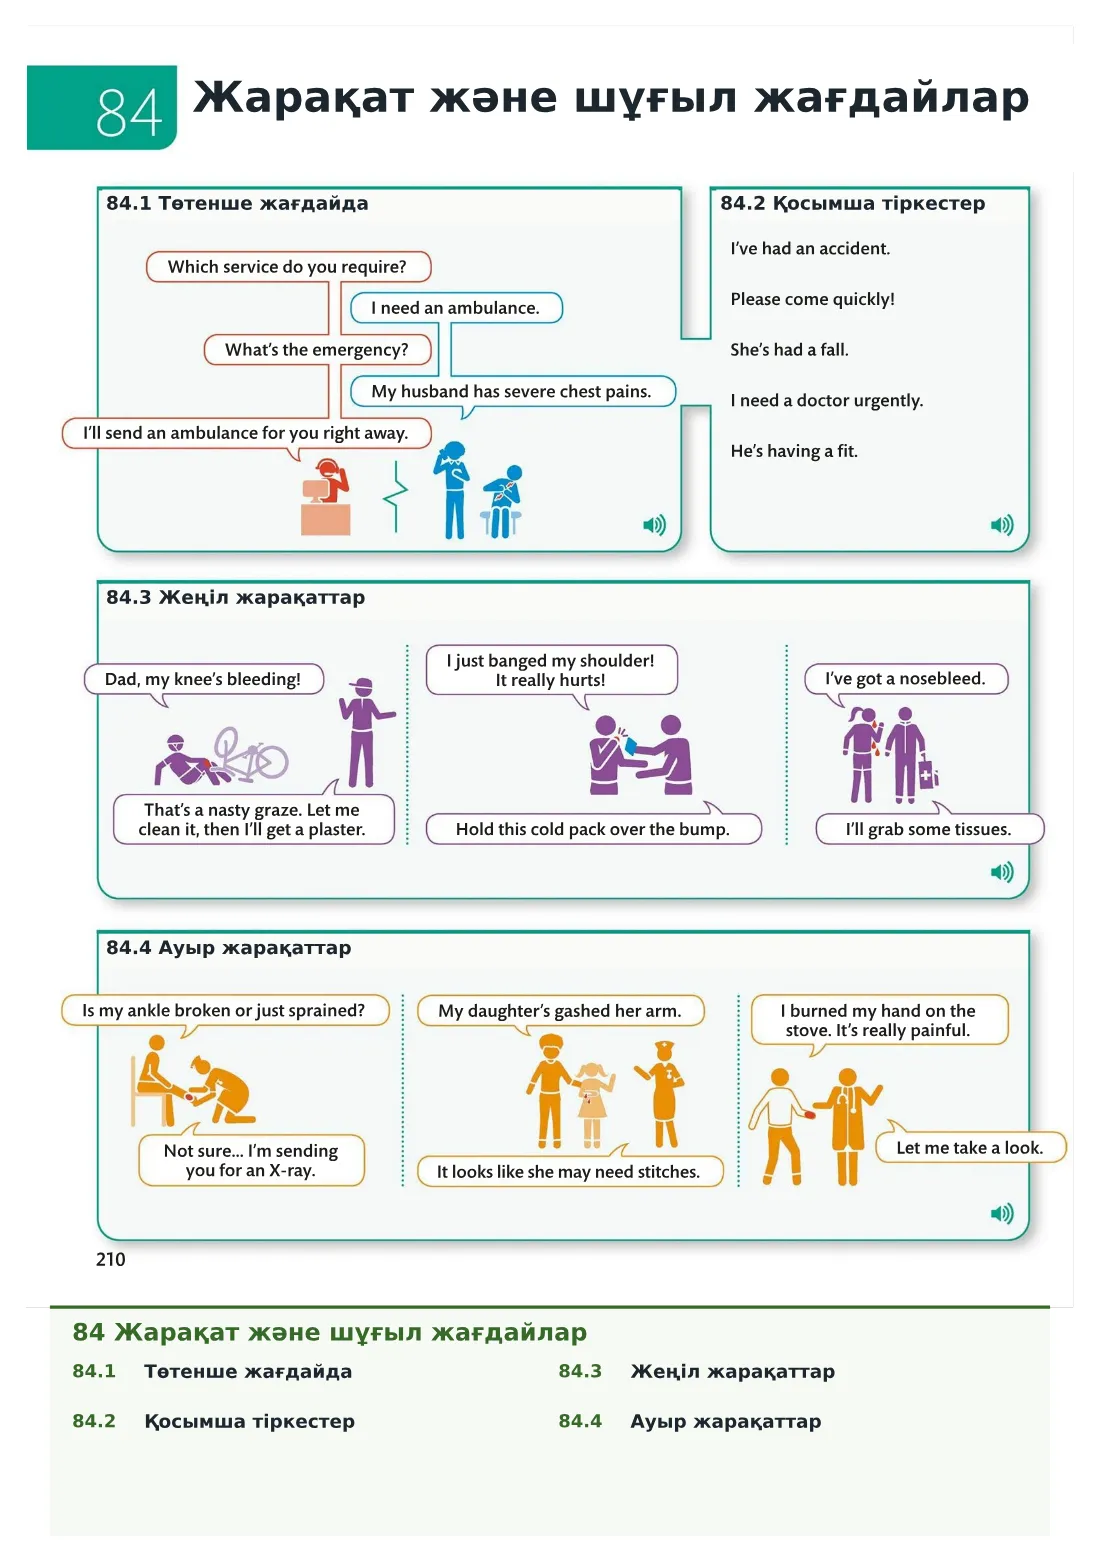 84
Жарақат және шұғыл жағдайлар
84.1 Төтенше жағдайда
Which service do you require?
I need an ambulance.
What's the emergency?
My husband has severe chest pains.
I'll send an ambulance for you right away.
84.2 Қосымша тіркестер
I've had an accident.
Please come quickly!
She's had a fall.
I need a doctor urgently.
He's having a fit.
84.3 Жеңіл жарақаттар
Dad, my knee's bleeding!
That's a nasty graze. Let me
clean it, then I'll get a plaster.
I just banged my shoulder!
It really hurts!
Hold this cold pack over the bump.
I've got a nosebleed.
I'll grab some tissues.
84.4 Ауыр жарақаттар
Is my ankle broken or just sprained?
Not sure... I'm sending
you for an X-ray.
My daughter's gashed her arm.
It looks like she may need stitches.
I burned my hand on the
stove. It's really painful.
Let me take a look.
210
84 Жарақат және шұғыл жағдайлар
84.1 Төтенше жағдайда
84.2 Қосымша тіркестер
84.3 Жеңіл жарақаттар
84.4 Ауыр жарақаттар